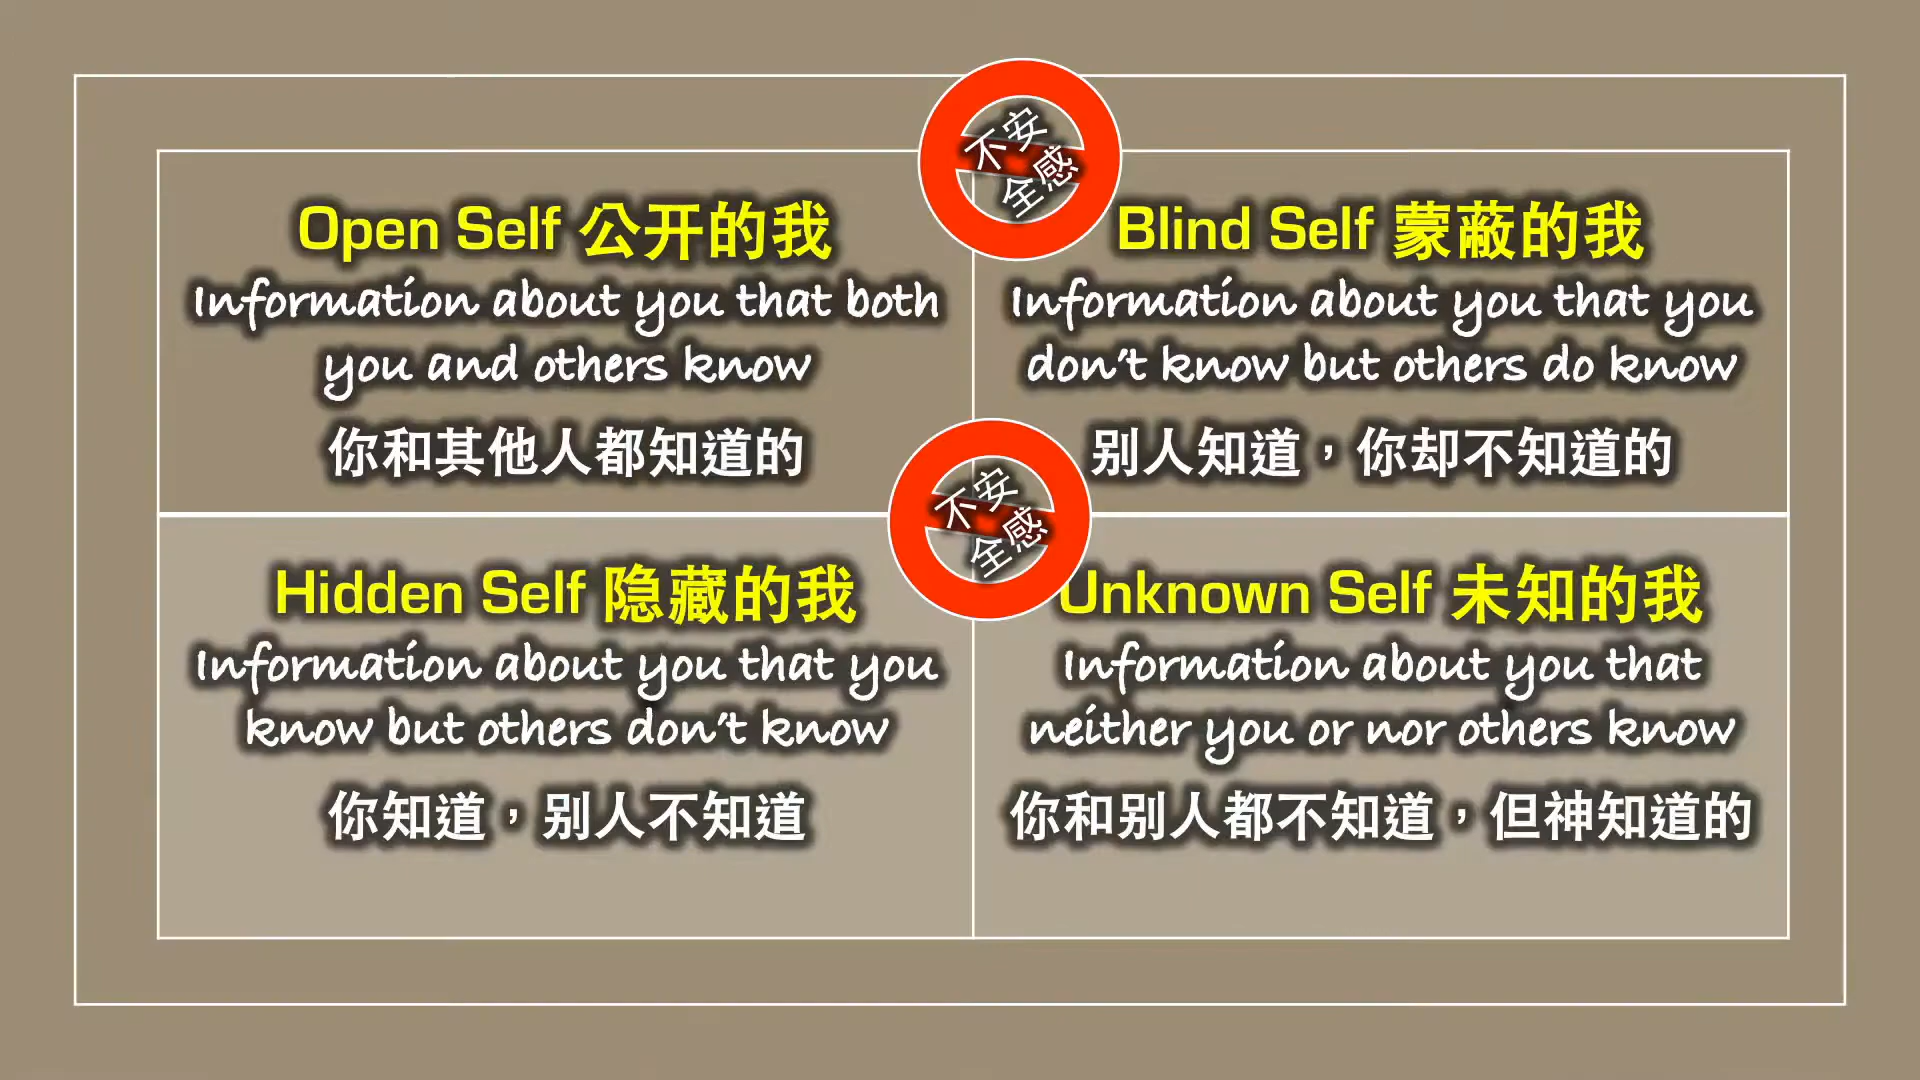 不安
全感
Open Self 公开的我
Information about you that both
you and others know
你和其他人都知道的
Blind Self 蒙蔽的我
Information about you that you
don't know but others do know
别人知道，你却不知道的
不安
全感
Hidden Self 隐藏的我
Information about you that you
know but others don't know
你知道，别人不知道
Unknown Self 未知的我
Information about you that
neither you or nor others know
你和别人都不知道，但神知道的